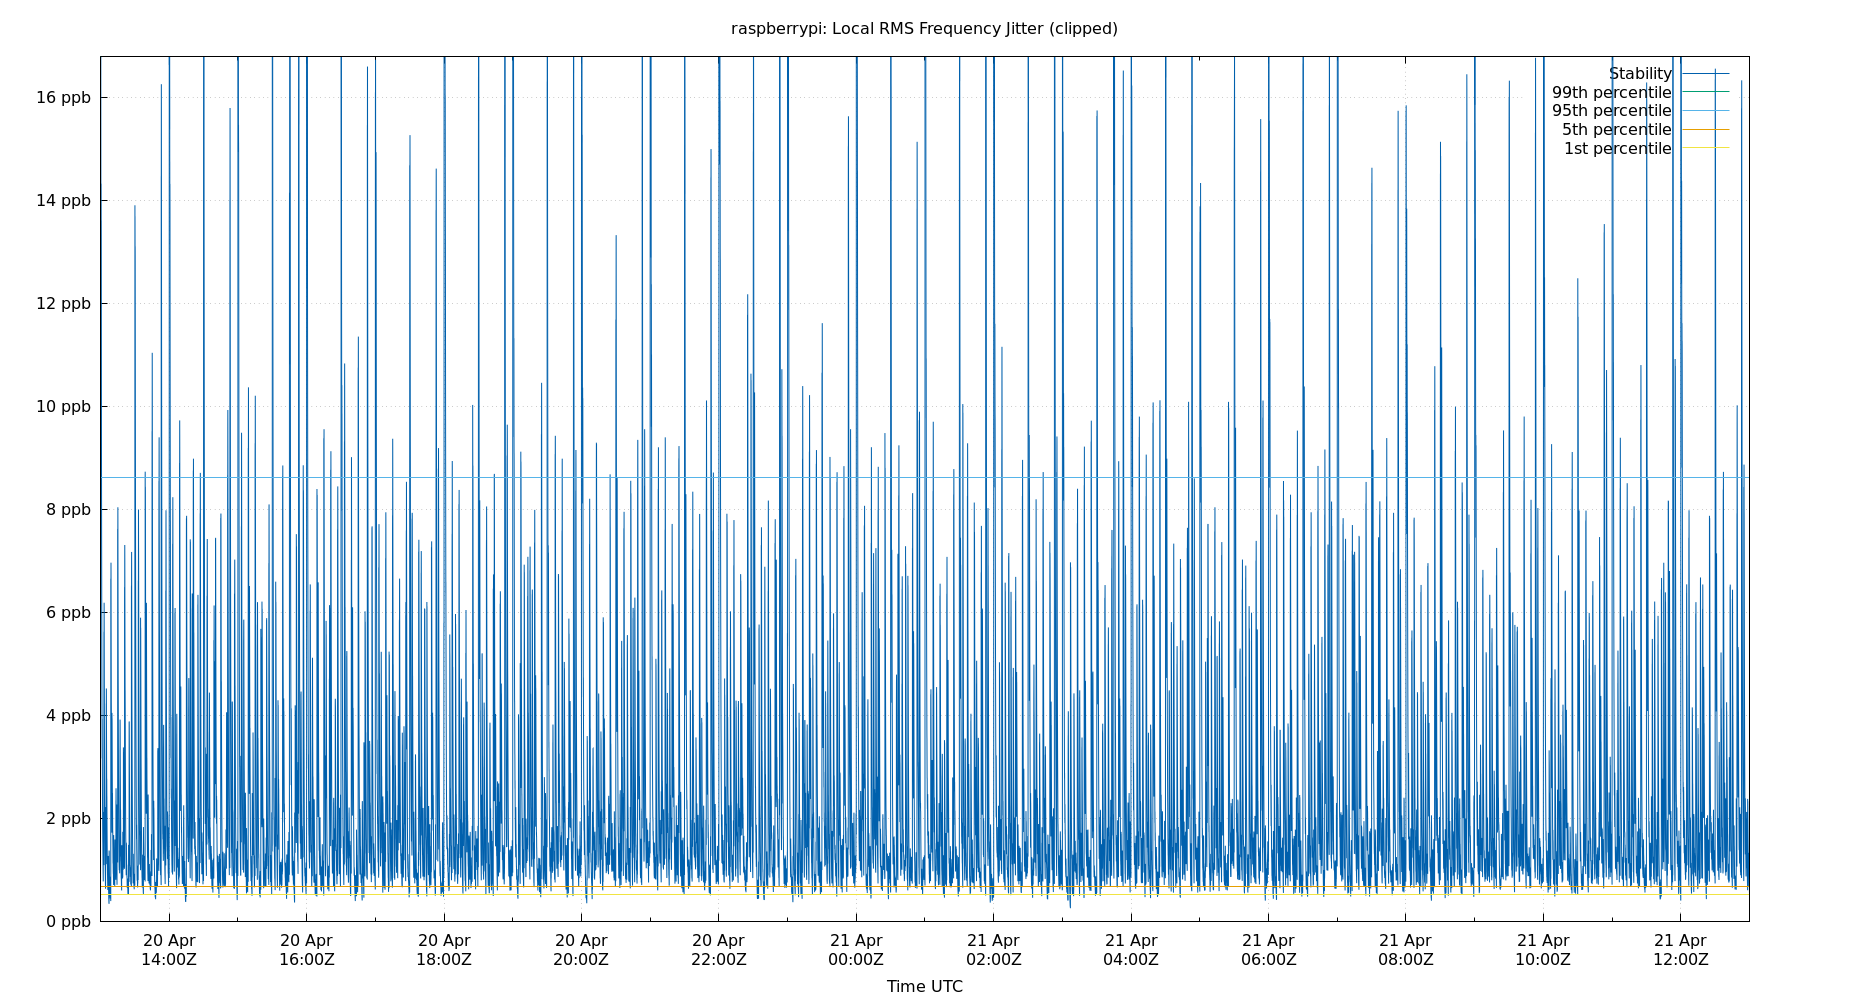 raspberrypi: Local RMS Frequency Jitter (clipped)
Stability
99th percentile
95th percentile
5th percentile
1st percentile
16 ppb
14 ppb
12 ppb
10 ppb
8 ppb
6 ppb
4 ppb
2 ppb
0 ppb
20 Apr 20 Apr 20 Apr 20 Apr 20 Apr 21 Apr 21 Apr 21 Apr 21 Apr 21 Apr 21 Apr 21 Apr
14:00Z 16:00Z 18:00Z 20:00Z 22:00Z 00:00Z 02:00Z 04:00Z 06:00Z 08:00Z 10:00Z 12:00Z
Time UTC